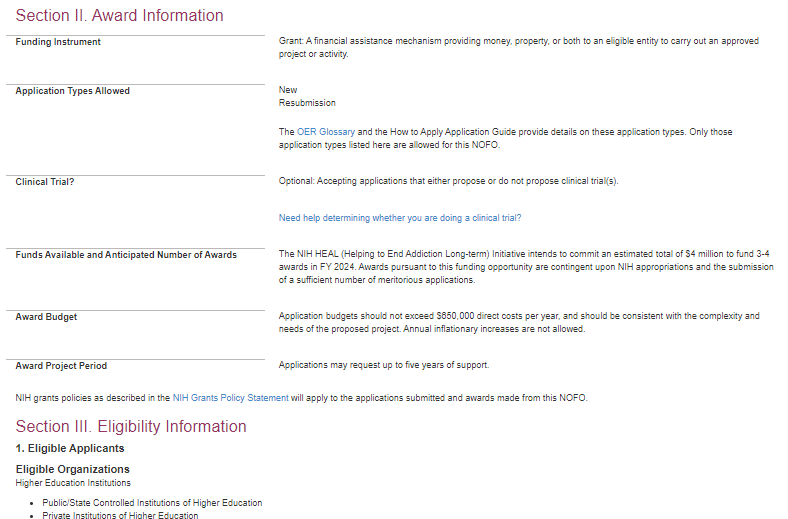 Section II. Award Information
Funding Instrument
Grant: A financial assistance mechanism providing money, property, or both to an eligible entity to carry out an approved
project or activity.
Application Types Allowed
New
Resubmission
The OER Glossary and the How to Apply Application Guide provide details on these application types. Only those
application types listed here are allowed for this NOFO.
Clinical Trial?
Optional: Accepting applications that either propose or do not propose clinical trial(s).
Need help determining whether you are doing a clinical trial?
Funds Available and Anticipated Number of Awards
The NIH HEAL (Helping to End Addiction Long-term) Initiative intends to commit an estimated total of $4 million to fund 3-4
awards in FY 2024. Awards pursuant to this funding opportunity are contingent upon NIH appropriations and the submission
of a sufficient number of meritorious applications.
Award Budget
Application budgets should not exceed $650,000 direct costs per year, and should be consistent with the complexity and
needs of the proposed project. Annual inflationary increases are not allowed.
Award Project Period
Applications may request up to five years of support.
NIH grants policies as described in the NIH Grants Policy Statement will apply to the applications submitted and awards made from this NOFO.
Section III. Eligibility Information
1. Eligible Applicants
Eligible Organizations
Higher Education Institutions
• Public/State Controlled Institutions of Higher Education
• Private Institutions of Higher Education